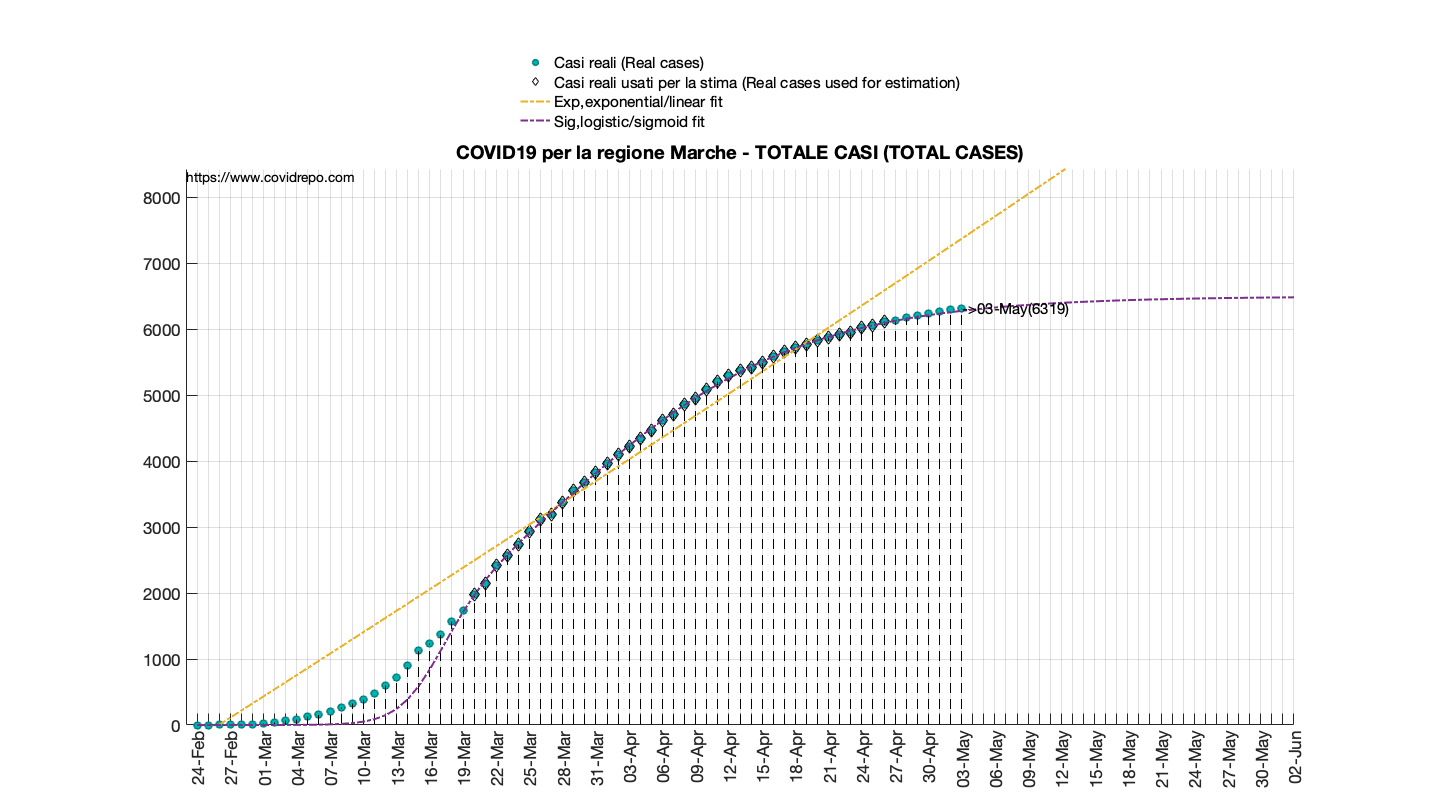 Casi reali (Real cases)
Casi reali usati per la stima (Real cases used for estimation)
Exp,exponential/linear fit
Sig,logistic/sigmoid fit
COVID19 per la regione Marche - TOTALE CASI (TOTAL CASES)
https://www.covidrepo.com
8000
7000
6000
5000
4000
3000
2000
1000
0
>03-May(6319)
24-Feb
27-Feb
01-Mar
04-Mar
07-Mar
10-Mar
13-Mar
16-Mar
19-Mar
22-Mar
25-Mar
28-Mar
31-Mar
03-Apr
06-Apr
09-Apr
12-Apr
15-Apr
18-Apr
21-Apr
24-Apr
27-Apr
30-Apr
03-May
06-May
09-May
12-May
15-May
18-May
21-May
24-May
27-May
30-May
02-Jun